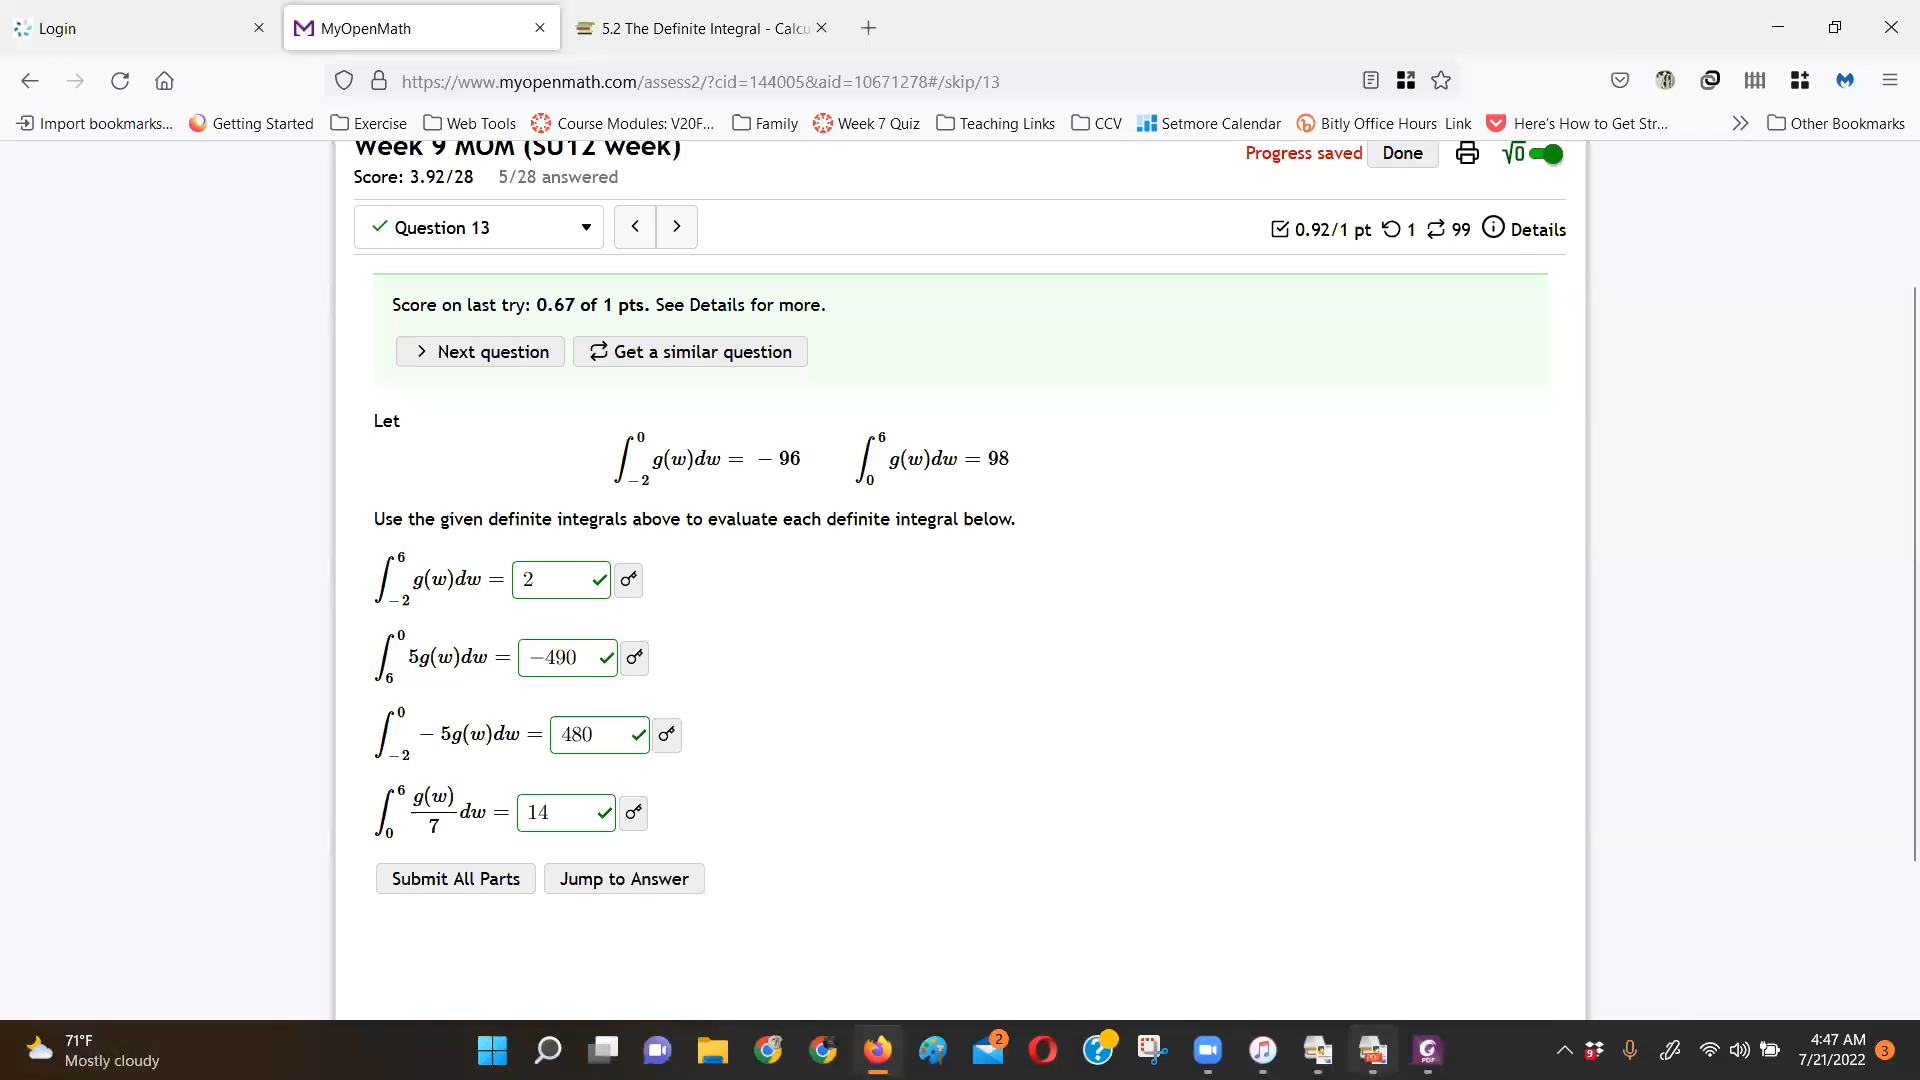 Login
MyOpenMath
5.2 The Definite Integral - Calcu
https://www.myopenmath.com/assess2/?cid=144005&aid=10671278#/skip/13
Import bookmarks...
Getting Started
Exercise
Web Tools
Course Modules: V20F...
Family
Week 7 Quiz
Teaching Links
CCV
Setmore Calendar
Bitly Office Hours Link
Here's How to Get Str...
Other Bookmarks
Week 9 MOM (SU12 week)
Progress saved
Done
√0
Score: 3.92/28 5/28 answered
Question 13
< >
0.92/1 pt 1 99 Details
Score on last try: 0.67 of 1 pts. See Details for more.
> Next question
Get a similar question
Let
∫_{-2}^{0} g(w)dw = - 96 ∫_{0}^{6} g(w)dw = 98
Use the given definite integrals above to evaluate each definite integral below.
∫_{-2}^{6} g(w)dw = 2
∫_{6}^{0} 5g(w)dw = -490
∫_{-2}^{0} - 5g(w)dw = 480
∫_{0}^{6} g(w)/7 dw = 14
Submit All Parts
Jump to Answer
71°F
Mostly cloudy
2
9
4:47 AM
7/21/2022
3